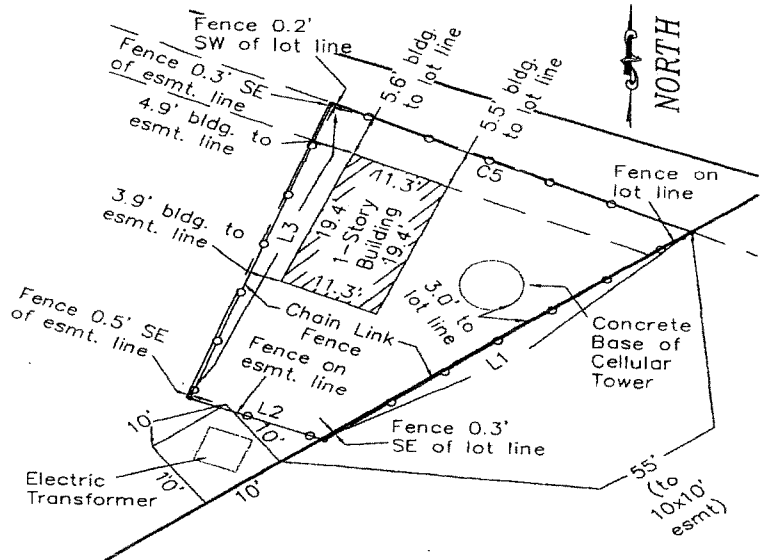 Fence 0.2'
SW of lot line
Fence 0.3' SE
of esmt. line
4.9' bldg. to
esmt. line
5.6' bldg.
to lot line
5.5' bldg.
to lot line
NORTH
C5
Fence on
lot line
11.3'
19.4'
1-Story
Building
19.4'
11.3'
L3
3.9' bldg. to
esmt. line
3.0' to
lot line
Chain Link
Fence
Fence on
esmt. line
Concrete
Base of
Cellular
Tower
L1
Fence 0.5' SE
of esmt. line
L2
Fence 0.3'
SE of lot line
10'
10'
10'
10'
Electric
Transformer
55'
(to
10x10'
esmt)